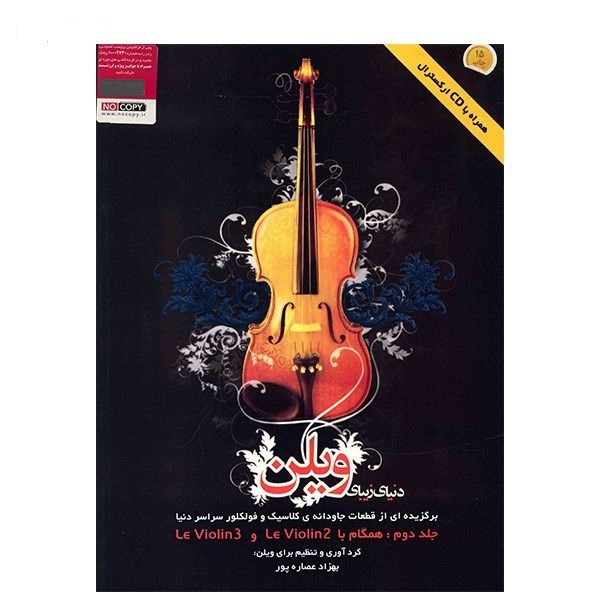 NO COPY
www.nocopy.ir
۱۵
چاپ
همراه با CD ارکسترال
دنیای زیبای ویلن
برگزیده ای از قطعات جاودانه ی کلاسیک و فولکلور سراسر دنیا
جلد دوم : همگام با Le Violin2 و Le Violin3
گردآوری و تنظیم برای ویلن:
بهزاد عصاره پور